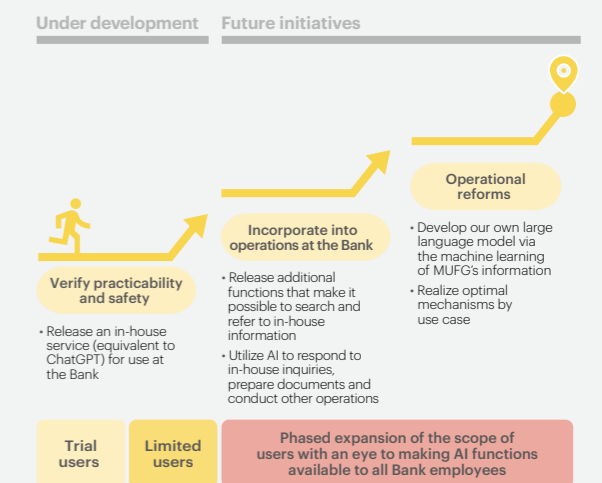 Under development
Future initiatives
Verify practicability
and safety
• Release an in-house
service (equivalent to
ChatGPT) for use at
the Bank
Incorporate into
operations at the Bank
• Release additional
functions that make it
possible to search and
refer to in-house
information
• Utilize AI to respond to
in-house inquiries,
prepare documents and
conduct other operations
Operational
reforms
• Develop our own large
language model via
the machine learning
of MUFG's information
• Realize optimal
mechanisms by
use case
Trial
users
Limited
users
Phased expansion of the scope of
users with an eye to making AI functions
available to all Bank employees